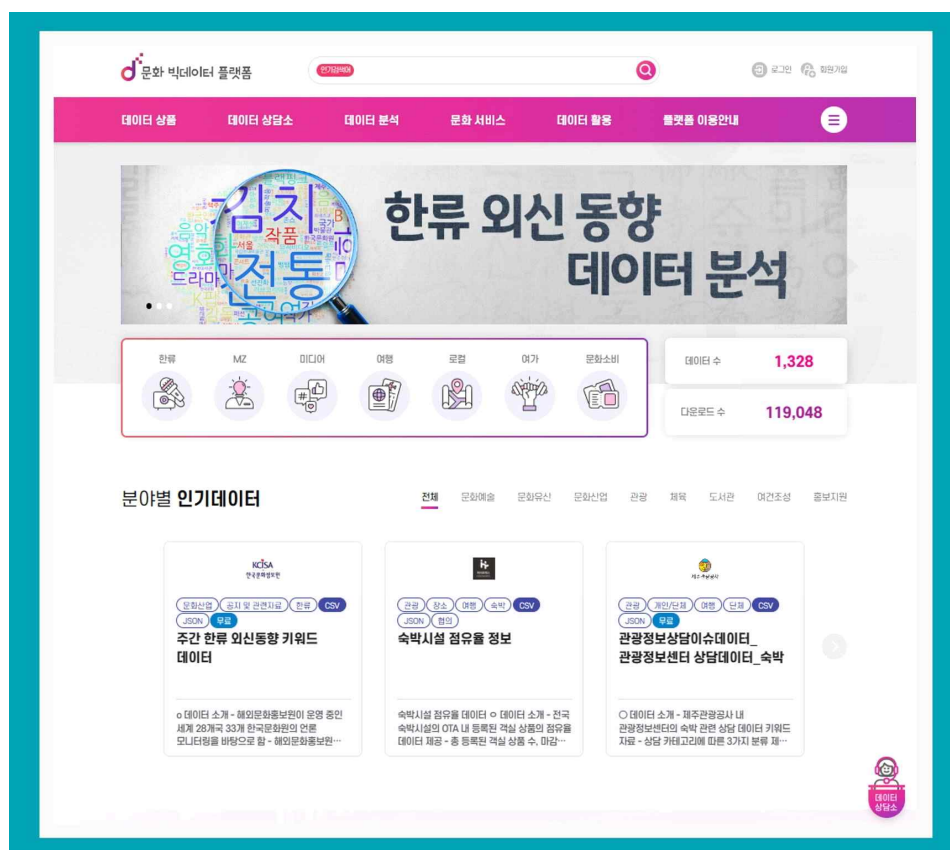 문화 빅데이터 플랫폼
인기검색어
로그인
회원가입
데이터 상품
데이터 상담소
데이터 분석
문화 서비스
데이터 활용
플랫폼 이용안내
김치
작품
전통
음악
영화
드라마
서울
국가
한류 외신 동향
데이터 분석
한류
MZ
미디어
여행
로컬
여가
문화소비
데이터 수
1,328
다운로드 수
119,048
분야별 인기데이터
전체
문화예술
문화유산
문화산업
관광
체육
도서관
여건조성
홍보지원
KCISA
한국문화정보원
문화산업 공지 및 관련자료 한류 CSV
JSON 무료
주간 한류 외신동향 키워드
데이터
o 데이터 소개 - 해외문화홍보원이 운영 중인
세계 28개국 33개 한국문화원의 언론
모니터링을 바탕으로 함 - 해외문화홍보원…
관광 장소 여행 숙박 CSV
JSON 협의
숙박시설 점유율 정보
숙박시설 점유율 데이터 ㅇ 데이터 소개 - 전국
숙박시설의 OTA 내 등록된 객실 상품의 점유율
데이터 제공 - 총 등록된 객실 상품 수, 마감…
제주관광공사
관광 개인/단체 여행 단체 CSV
JSON 무료
관광정보상담이슈데이터_
관광정보센터 상담데이터_숙박
○ 데이터 소개 - 제주관광공사 내
관광정보센터의 숙박 관련 상담 데이터 키워드
자료 - 상담 카테고리에 따른 3가지 분류 제…
데이터
상담소